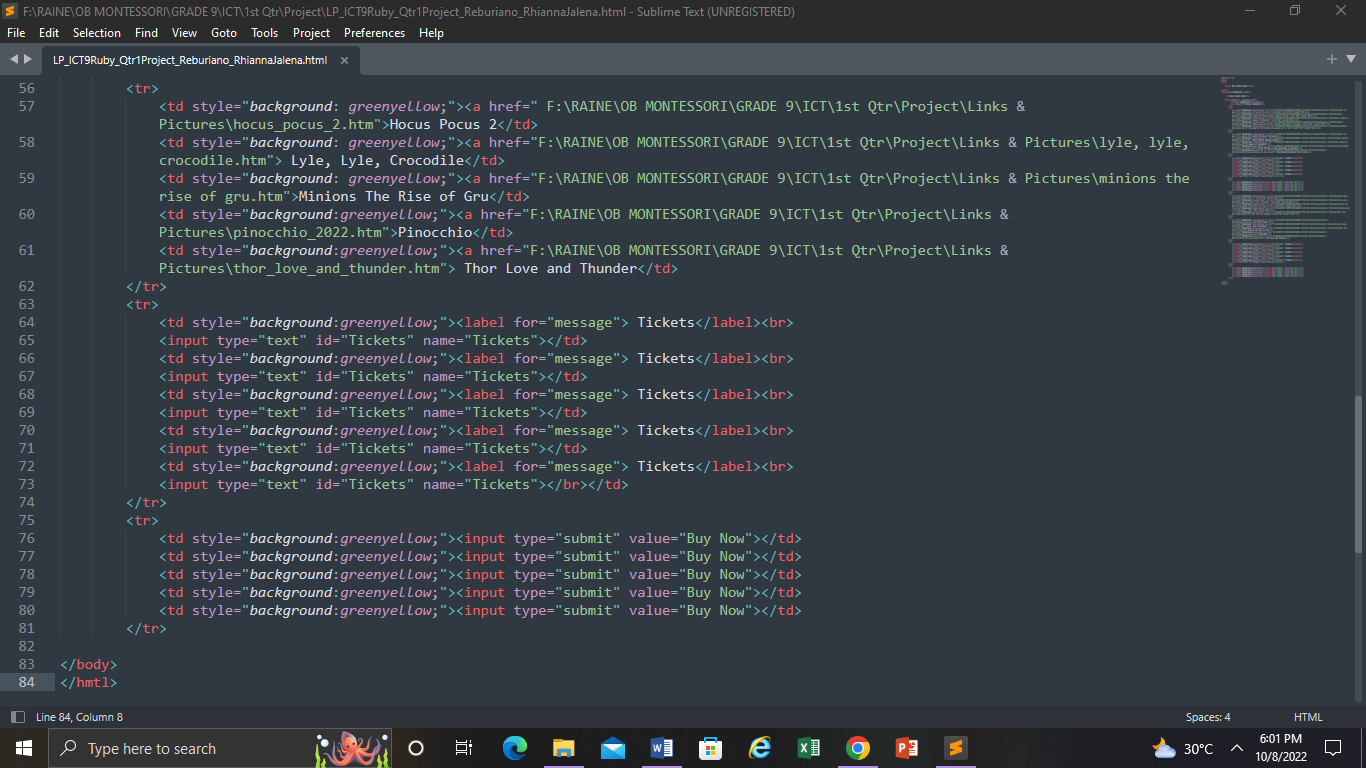 F:\RAINE\OB MONTESSORI\GRADE 9\ICT\1st Qtr\Project\LP_ICT9Ruby_Qtr1Project_Reburiano_RhiannaJalena.html - Sublime Text (UNREGISTERED)
File Edit Selection Find View Goto Tools Project Preferences Help
LP_ICT9Ruby_Qtr1Project_Reburiano_RhiannaJalena.html
56 <tr>
57 <td style="background: greenyellow;"><a href=" F:\RAINE\OB MONTESSORI\GRADE 9\ICT\1st Qtr\Project\Links &
Pictures\hocus_pocus_2.htm">Hocus Pocus 2</td>
58 <td style="background: greenyellow;"><a href="F:\RAINE\OB MONTESSORI\GRADE 9\ICT\1st Qtr\Project\Links & Pictures\lyle, lyle,
crocodile.htm"> Lyle, Lyle, Crocodile</td>
59 <td style="background: greenyellow;"><a href="F:\RAINE\OB MONTESSORI\GRADE 9\ICT\1st Qtr\Project\Links & Pictures\minions the
rise of gru.htm">Minions The Rise of Gru</td>
60 <td style="background:greenyellow;"><a href="F:\RAINE\OB MONTESSORI\GRADE 9\ICT\1st Qtr\Project\Links &
Pictures\pinocchio_2022.htm">Pinocchio</td>
61 <td style="background:greenyellow;"><a href="F:\RAINE\OB MONTESSORI\GRADE 9\ICT\1st Qtr\Project\Links &
Pictures\thor_love_and_thunder.htm"> Thor Love and Thunder</td>
62 </tr>
63 <tr>
64 <td style="background:greenyellow;"><label for="message"> Tickets</label><br>
65 <input type="text" id="Tickets" name="Tickets"></td>
66 <td style="background:greenyellow;"><label for="message"> Tickets</label><br>
67 <input type="text" id="Tickets" name="Tickets"></td>
68 <td style="background:greenyellow;"><label for="message"> Tickets</label><br>
69 <input type="text" id="Tickets" name="Tickets"></td>
70 <td style="background:greenyellow;"><label for="message"> Tickets</label><br>
71 <input type="text" id="Tickets" name="Tickets"></td>
72 <td style="background:greenyellow;"><label for="message"> Tickets</label><br>
73 <input type="text" id="Tickets" name="Tickets"></br></td>
74 </tr>
75 <tr>
76 <td style="background:greenyellow;"><input type="submit" value="Buy Now"></td>
77 <td style="background:greenyellow;"><input type="submit" value="Buy Now"></td>
78 <td style="background:greenyellow;"><input type="submit" value="Buy Now"></td>
79 <td style="background:greenyellow;"><input type="submit" value="Buy Now"></td>
80 <td style="background:greenyellow;"><input type="submit" value="Buy Now"></td>
81 </tr>
82
83 </body>
84 </hmtl>
Line 84, Column 8 Spaces: 4 HTML
Type here to search 30°C 6:01 PM
10/8/2022